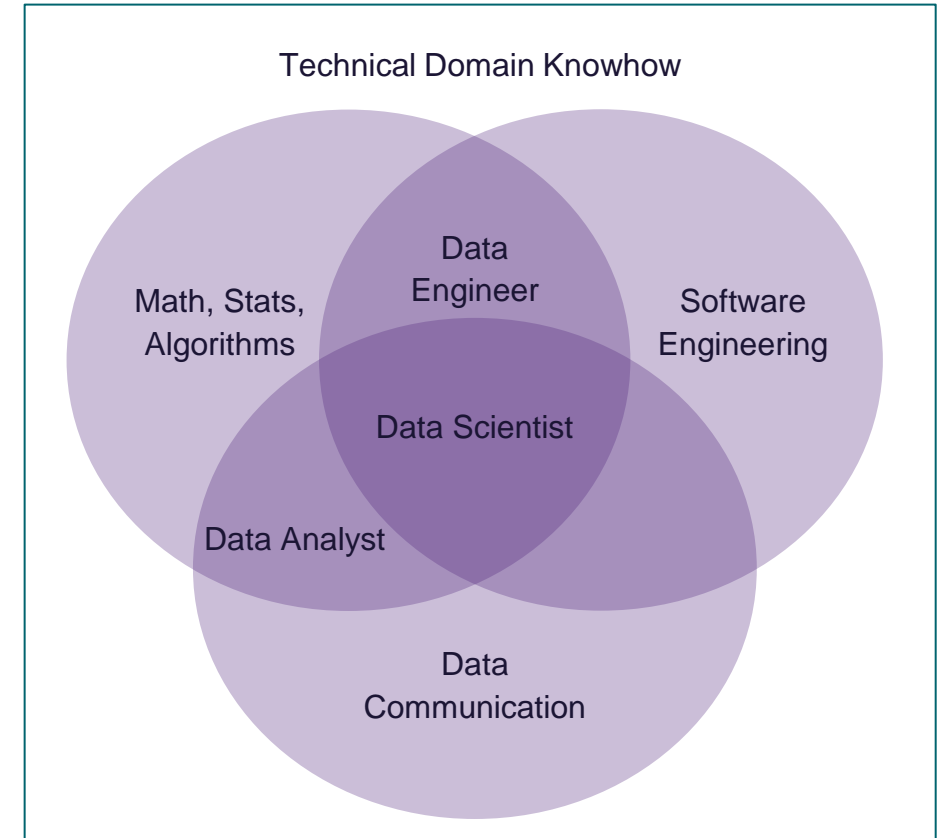 Technical Domain Knowhow
Data
Engineer
Math, Stats,
Algorithms
Software
Engineering
Data Scientist
Data Analyst
Data
Communication